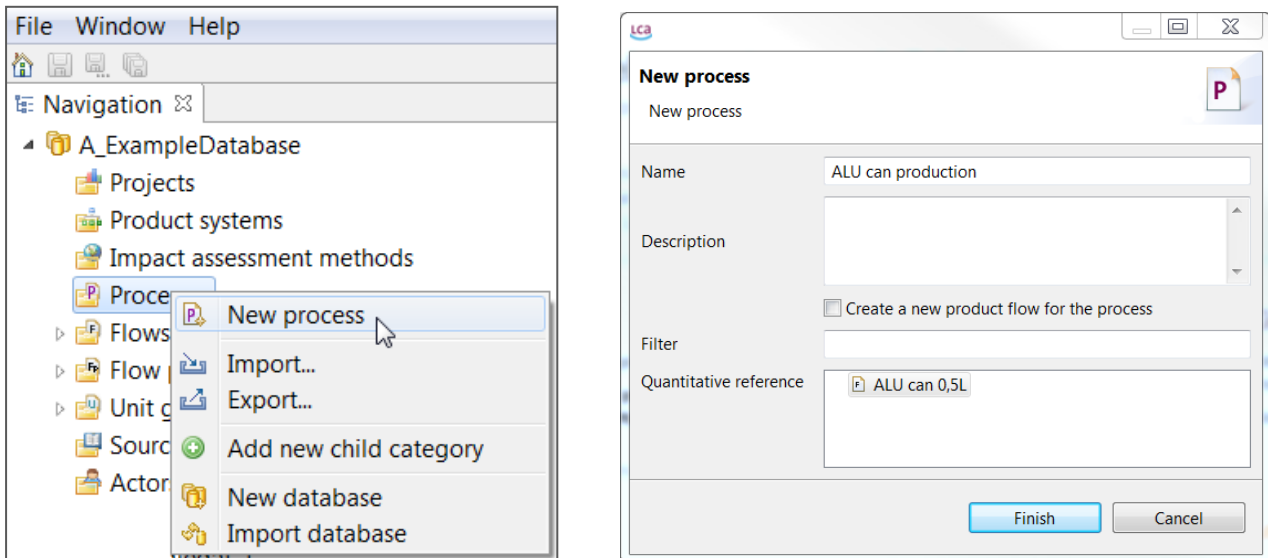 File Window Help
Navigation
A_ExampleDatabase
Projects
Product systems
Impact assessment methods
Proce
New process
Flows
Import...
Flow
Export...
Unit g
Sourc
Add new child category
Actor
New database
Import database
LCA
New process
New process
P
Name
ALU can production
Description
Create a new product flow for the process
Filter
Quantitative reference
F ALU can 0,5L
Finish
Cancel